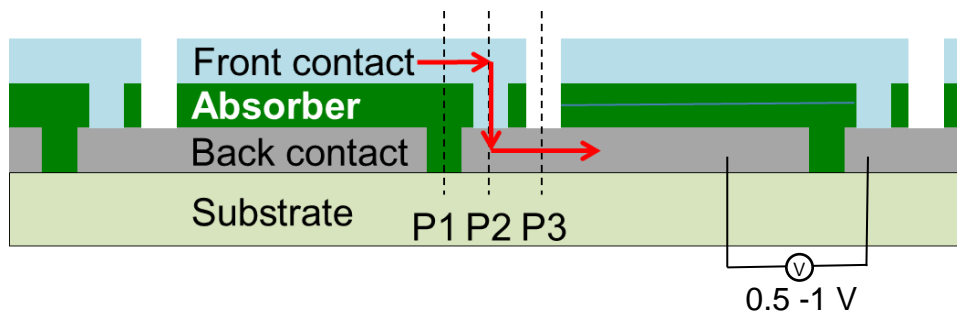 Front contact
Absorber
Back contact
Substrate
P1 P2 P3
V
0.5 -1 V